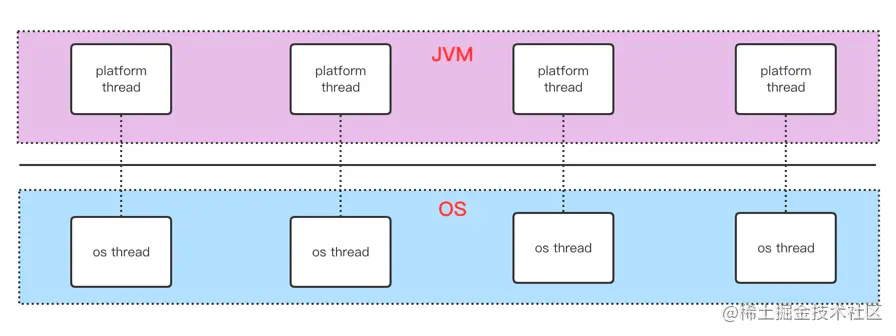 JVM
platform
thread
platform
thread
platform
thread
platform
thread
OS
os thread
os thread
os thread
os thread
@稀土掘金技术社区